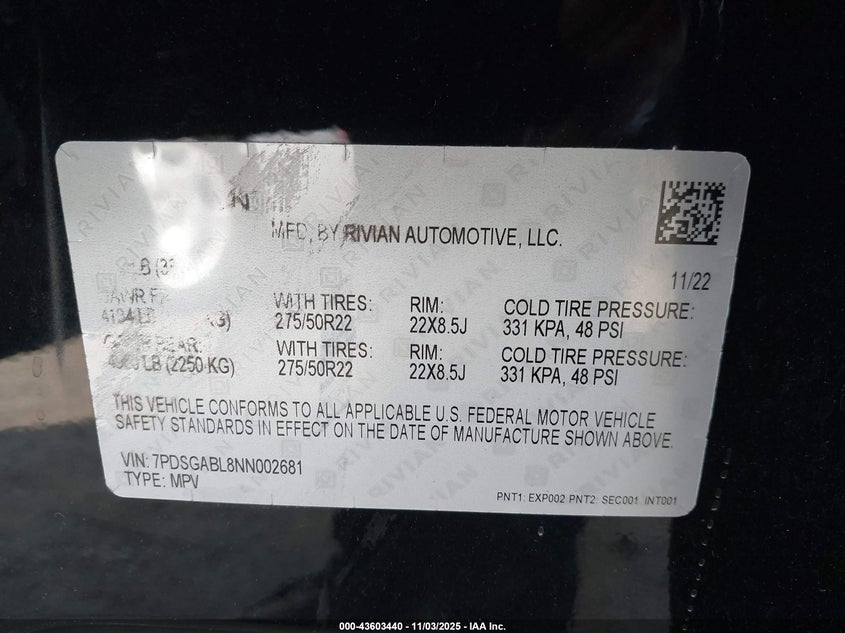 MFD. BY RIVIAN AUTOMOTIVE, LLC.
11/22
WITH TIRES: RIM: COLD TIRE PRESSURE:
275/50R22 22X8.5J 331 KPA, 48 PSI
REAR: WITH TIRES: RIM: COLD TIRE PRESSURE:
LB (2250 KG) 275/50R22 22X8.5J 331 KPA, 48 PSI
THIS VEHICLE CONFORMS TO ALL APPLICABLE U.S. FEDERAL MOTOR VEHICLE
SAFETY STANDARDS IN EFFECT ON THE DATE OF MANUFACTURE SHOWN ABOVE.
VIN: 7PDSGABL8NN002681
TYPE: MPV
PNT1: EXP002 PNT2: SEC001 INT001
000-43603440 - 11/03/2025 - IAA Inc.